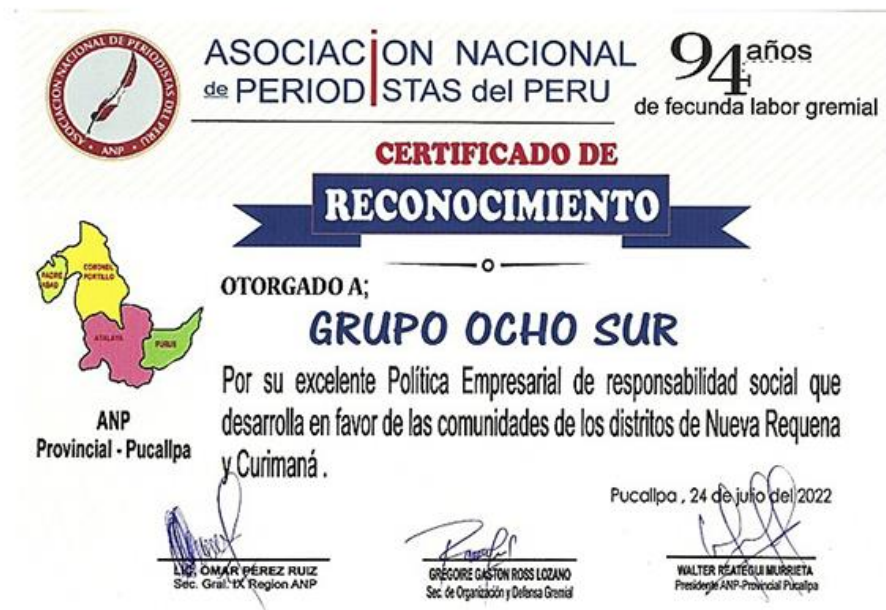 ASOCIACION NACIONAL DE PERIODISTAS DEL PERU
ANP
ASOCIACION NACIONAL
de PERIODISTAS del PERU
94 años
de fecunda labor gremial
CERTIFICADO DE
RECONOCIMIENTO
OTORGADO A;
GRUPO OCHO SUR
Por su excelente Política Empresarial de responsabilidad social que
desarrolla en favor de las comunidades de los distritos de Nueva Requena
y Curimaná .
PADRE
ABAD
CORONEL
PORTILLO
ATALAYA
PURUS
ANP
Provincial - Pucallpa
Pucallpa , 24 de julio del 2022
LIC. OMAR PEREZ RUIZ
Sec. Gral. IX Region ANP
GREGOIRE GASTON ROSS LOZANO
Sec. de Organización y Defensa Gremial
WALTER REATEGUI MURRIETA
Presidente ANP-Provincial Pucallpa